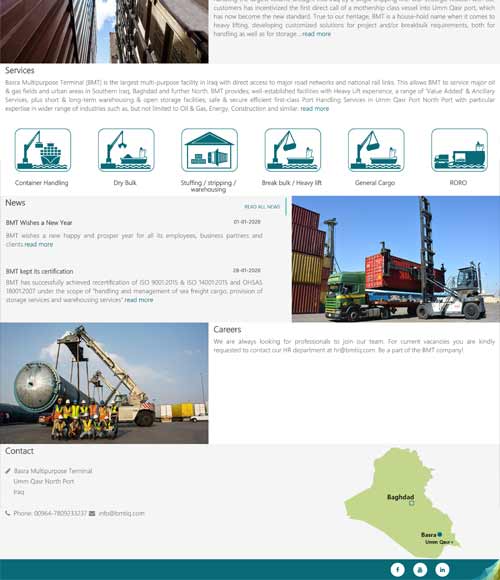 customers has incentivized the first direct call of a mothership class vessel into Umm Qasr port, which
has now become the new standard. True to our heritage, BMT is a house-hold name when it comes to
heavy lifting, developing customized solutions for project and/or breakbulk requirements, both for
handling as well as for storage....read more
Services
Basra Multipurpose Terminal (BMT) is the largest multi-purpose facility in Iraq with direct access to major road networks and national rail links. This allows BMT to service major oil
& gas fields and urban areas in Southern Iraq, Baghdad and further North. BMT provides, well-established facilities with Heavy Lift experience, a range of 'Value Added' & Ancillary
Services, plus short & long-term warehousing & open storage facilities, safe & secure efficient first-class Port Handling Services in Umm Qasr Port North Port with particular
expertise in wider range of industries such as, but not limited to Oil & Gas, Energy, Construction and similar. read more
Container Handling
Dry Bulk
Stuffing / stripping /
warehousing
Break bulk / Heavy lift
General Cargo
RORO
News
READ ALL NEWS
BMT Wishes a New Year
01-01-2020
BMT wishes a new happy and prosper year for all its employees, business partners and
clients.read more
BMT kept its certification
28-01-2020
BMT has successfully achieved recertification of ISO 9001:2015 & ISO 14001:2015 and OHSAS
18001:2007 under the scope of "handling and management of sea freight cargo, provision of
storage services and warehousing services" read more
Careers
We are always looking for professionals to join our team. For current vacancies you are kindly
requested to contact our HR department at hr@bmtiq.com. Be a part of the BMT company!
Contact
Basra Multipurpose Terminal
Umm Qasr North Port
Iraq
Phone: 00964-7809233237 info@bmtiq.com
Baghdad
Basra
Umm Qasr